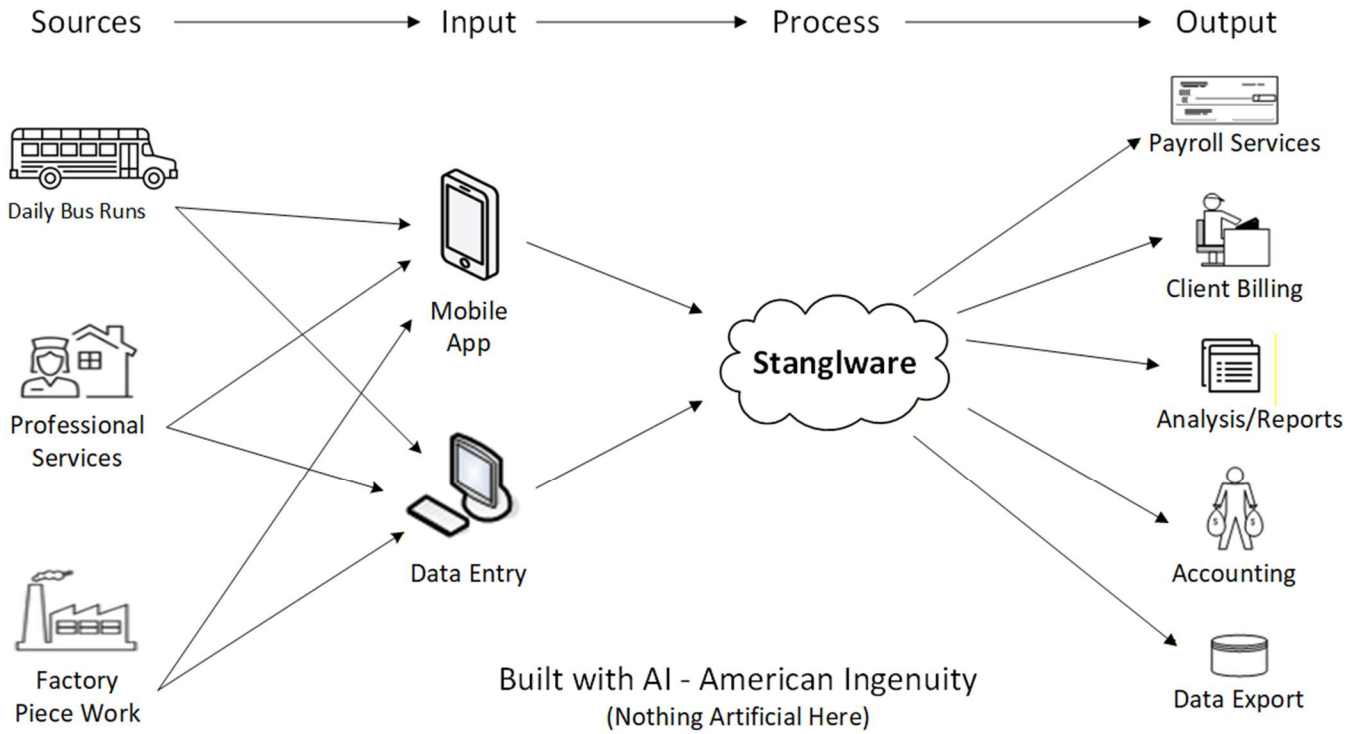 Sources
Input
Process
Output
Daily Bus Runs
Professional
Services
Factory
Piece Work
Mobile
App
Data Entry
Stanglware
Payroll Services
Client Billing
Analysis/Reports
$ $
Accounting
Data Export
Built with AI - American Ingenuity
(Nothing Artificial Here)